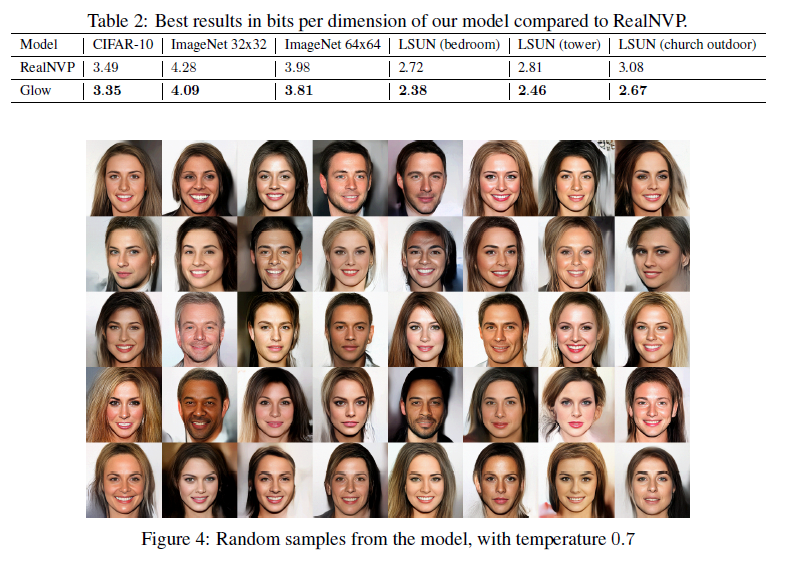 Table 2: Best results in bits per dimension of our model compared to RealNVP.
Model CIFAR-10 ImageNet 32x32 ImageNet 64x64 LSUN (bedroom) LSUN (tower) LSUN (church outdoor)
RealNVP 3.49 4.28 3.98 2.72 2.81 3.08
Glow 3.35 4.09 3.81 2.38 2.46 2.67
Figure 4: Random samples from the model, with temperature 0.7